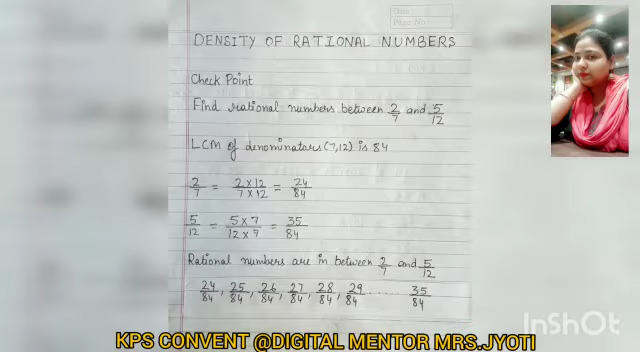 Date :
Page No :
DENSITY OF RATIONAL NUMBERS
Check Point
Find rational numbers between 2/7 and 5/12
LCM of denominators (7,12) is 84
2/7 = 2 x 12 / 7 x 12 = 24/84
5/12 = 5 x 7 / 12 x 7 = 35/84
Rational numbers are in between 2/7 and 5/12
24/84, 25/84, 26/84, 27/84, 28/84, 29/84 ...... 35/84
InShOt
KPS CONVENT @DIGITAL MENTOR MRS.JYOTI